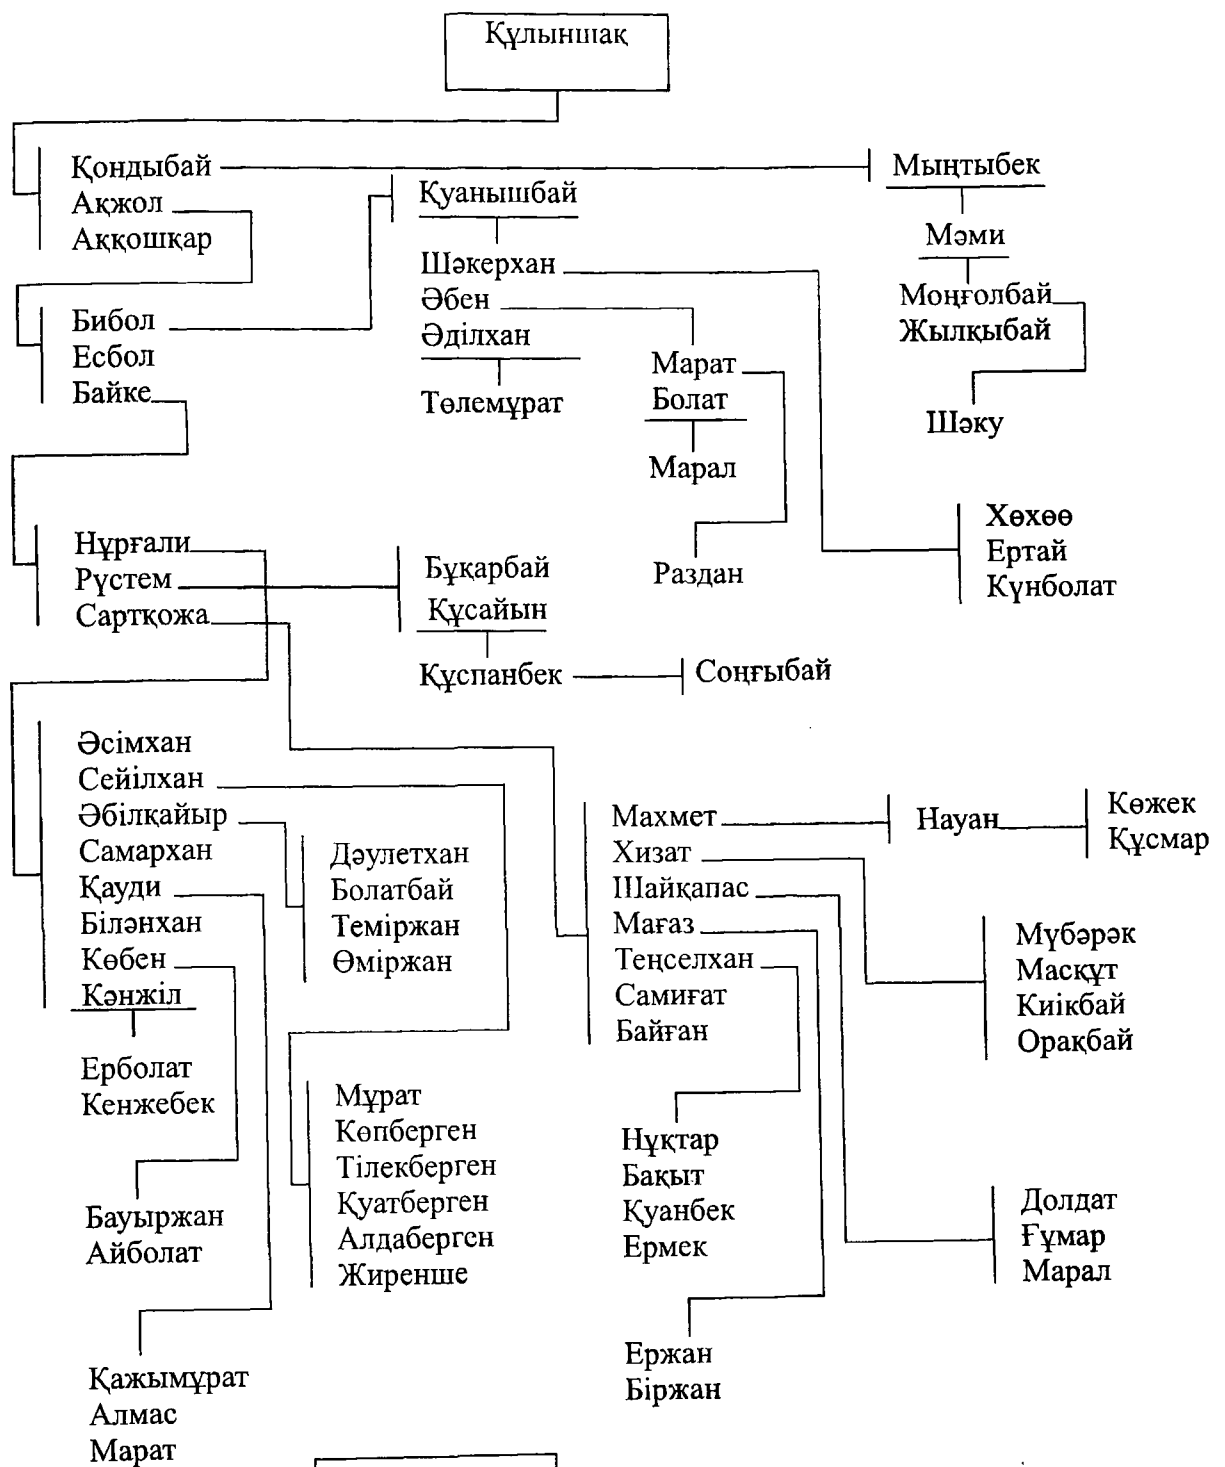 Құлыншақ
Қондыбай
Ақжол
Аққошқар
Мыңтыбек
Мәми
Моңғолбай
Жылқыбай
Шәку
Қуанышбай
Шәкерхан
Әбен
Әділхан
Төлемұрат
Марат
Болат
Марал
Раздан
Хөхөө
Ертай
Күнболат
Бибол
Есбол
Байке
Нұрғали
Рүстем
Сартқожа
Бұқарбай
Құсайын
Құспанбек
Соңғыбай
Әсімхан
Сейілхан
Әбілқайыр
Самархан
Қауди
Біләнхан
Көбен
Кәнжіл
Ерболат
Кенжебек
Бауыржан
Айболат
Қажымұрат
Алмас
Марат
Дәулетхан
Болатбай
Теміржан
Өміржан
Мұрат
Көпберген
Тілекберген
Қуатберген
Алдаберген
Жиренше
Махмет
Хизат
Шайқапас
Мағаз
Теңселхан
Самиғат
Байған
Науан
Көжек
Құсмар
Мүбәрәк
Масқұт
Киікбай
Орақбай
Нұқтар
Бақыт
Қуанбек
Ермек
Долдат
Ғұмар
Марал
Ержан
Біржан